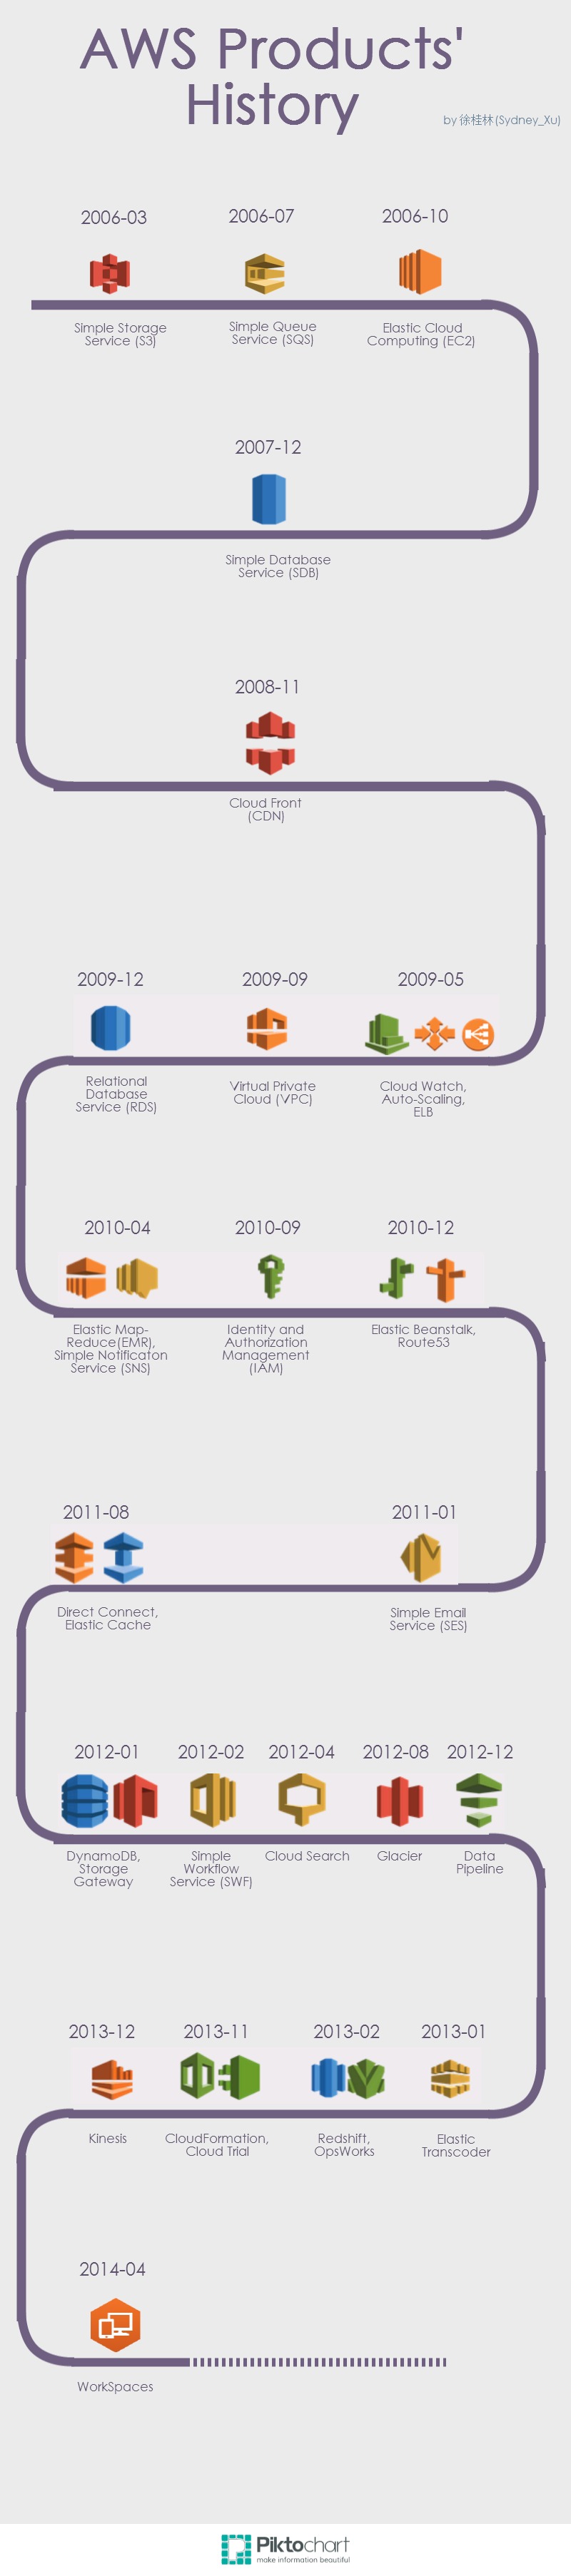 AWS Products'
History
by 徐桂林(Sydney_Xu)
2006-03
2006-07
2006-10
Simple Storage
Service (S3)
Simple Queue
Service (SQS)
Elastic Cloud
Computing (EC2)
2007-12
Simple Database
Service (SDB)
2008-11
Cloud Front
(CDN)
2009-12
2009-09
2009-05
Relational
Database
Service (RDS)
Virtual Private
Cloud (VPC)
Cloud Watch,
Auto-Scaling,
ELB
2010-04
2010-09
2010-12
Elastic Map-
Reduce(EMR),
Simple Notificaton
Service (SNS)
Identity and
Authorization
Management
(IAM)
Elastic Beanstalk,
Route53
2011-08
2011-01
Direct Connect,
Elastic Cache
Simple Email
Service (SES)
2012-01
2012-02
2012-04
2012-08
2012-12
DynamoDB,
Storage
Gateway
Simple
Workflow
Service (SWF)
Cloud Search
Glacier
Data
Pipeline
2013-12
2013-11
2013-02
2013-01
Kinesis
CloudFormation,
Cloud Trial
Redshift,
OpsWorks
Elastic
Transcoder
2014-04
WorkSpaces
Piktochart
make information beautiful